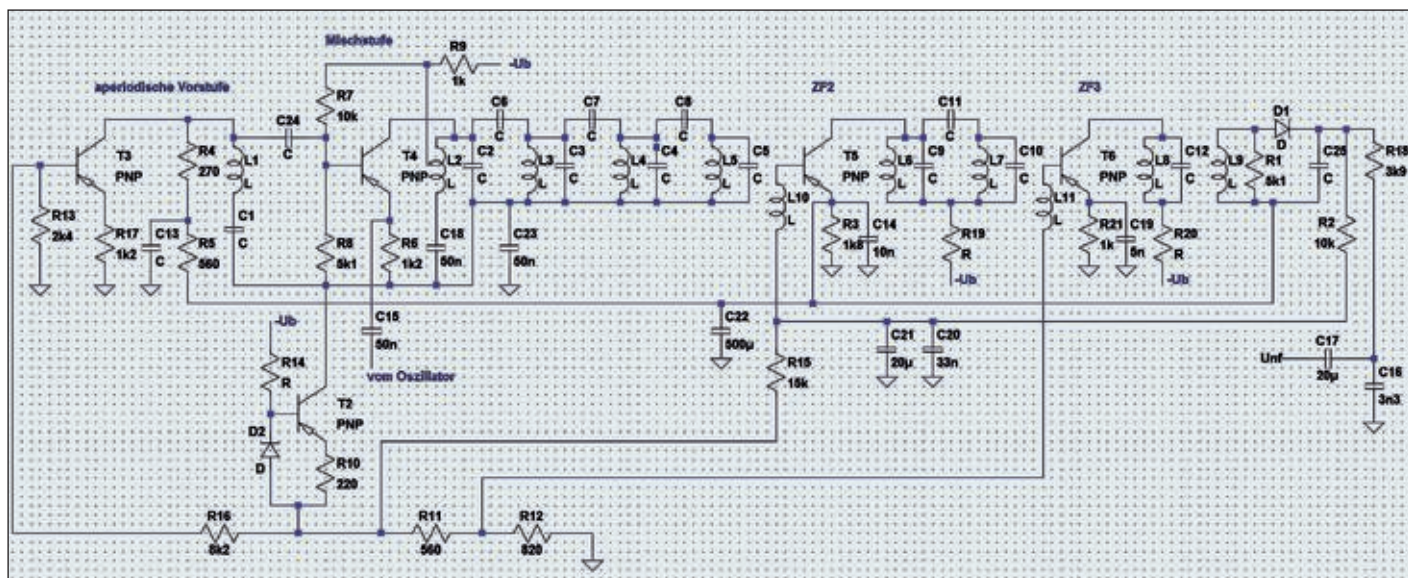 Mischstufe
R9
-Ub
1k
aperiodische Vorstufe
R7
10k
C24
C
C6
C
C7
C
C8
C
ZF2
C11
C
ZF3
D1
D
T3
PNP
R4
270
L1
L
T4
PNP
L2
L
C2
C
L3
L
C3
C
L4
L
C4
C
L5
L
C5
C
T5
PNP
L6
L
C9
C
L7
L
C10
C
T6
PNP
L8
L
C12
C
L9
L
R1
5k1
C25
C
R18
3k9
R13
2k4
R17
1k2
C13
C
R5
560
C1
C
R8
5k1
R6
1k2
C18
50n
C23
50n
L10
L
R3
1k8
C14
10n
R19
R
-Ub
L11
L
R21
1k
C19
5n
R20
R
-Ub
R2
10k
-Ub
R14
R
C15
50n
vom Oszillator
C22
500µ
R15
15k
C21
20µ
C20
33n
Unf
C17
20µ
C16
3n3
T2
PNP
D2
D
R10
220
R16
8k2
R11
560
R12
820